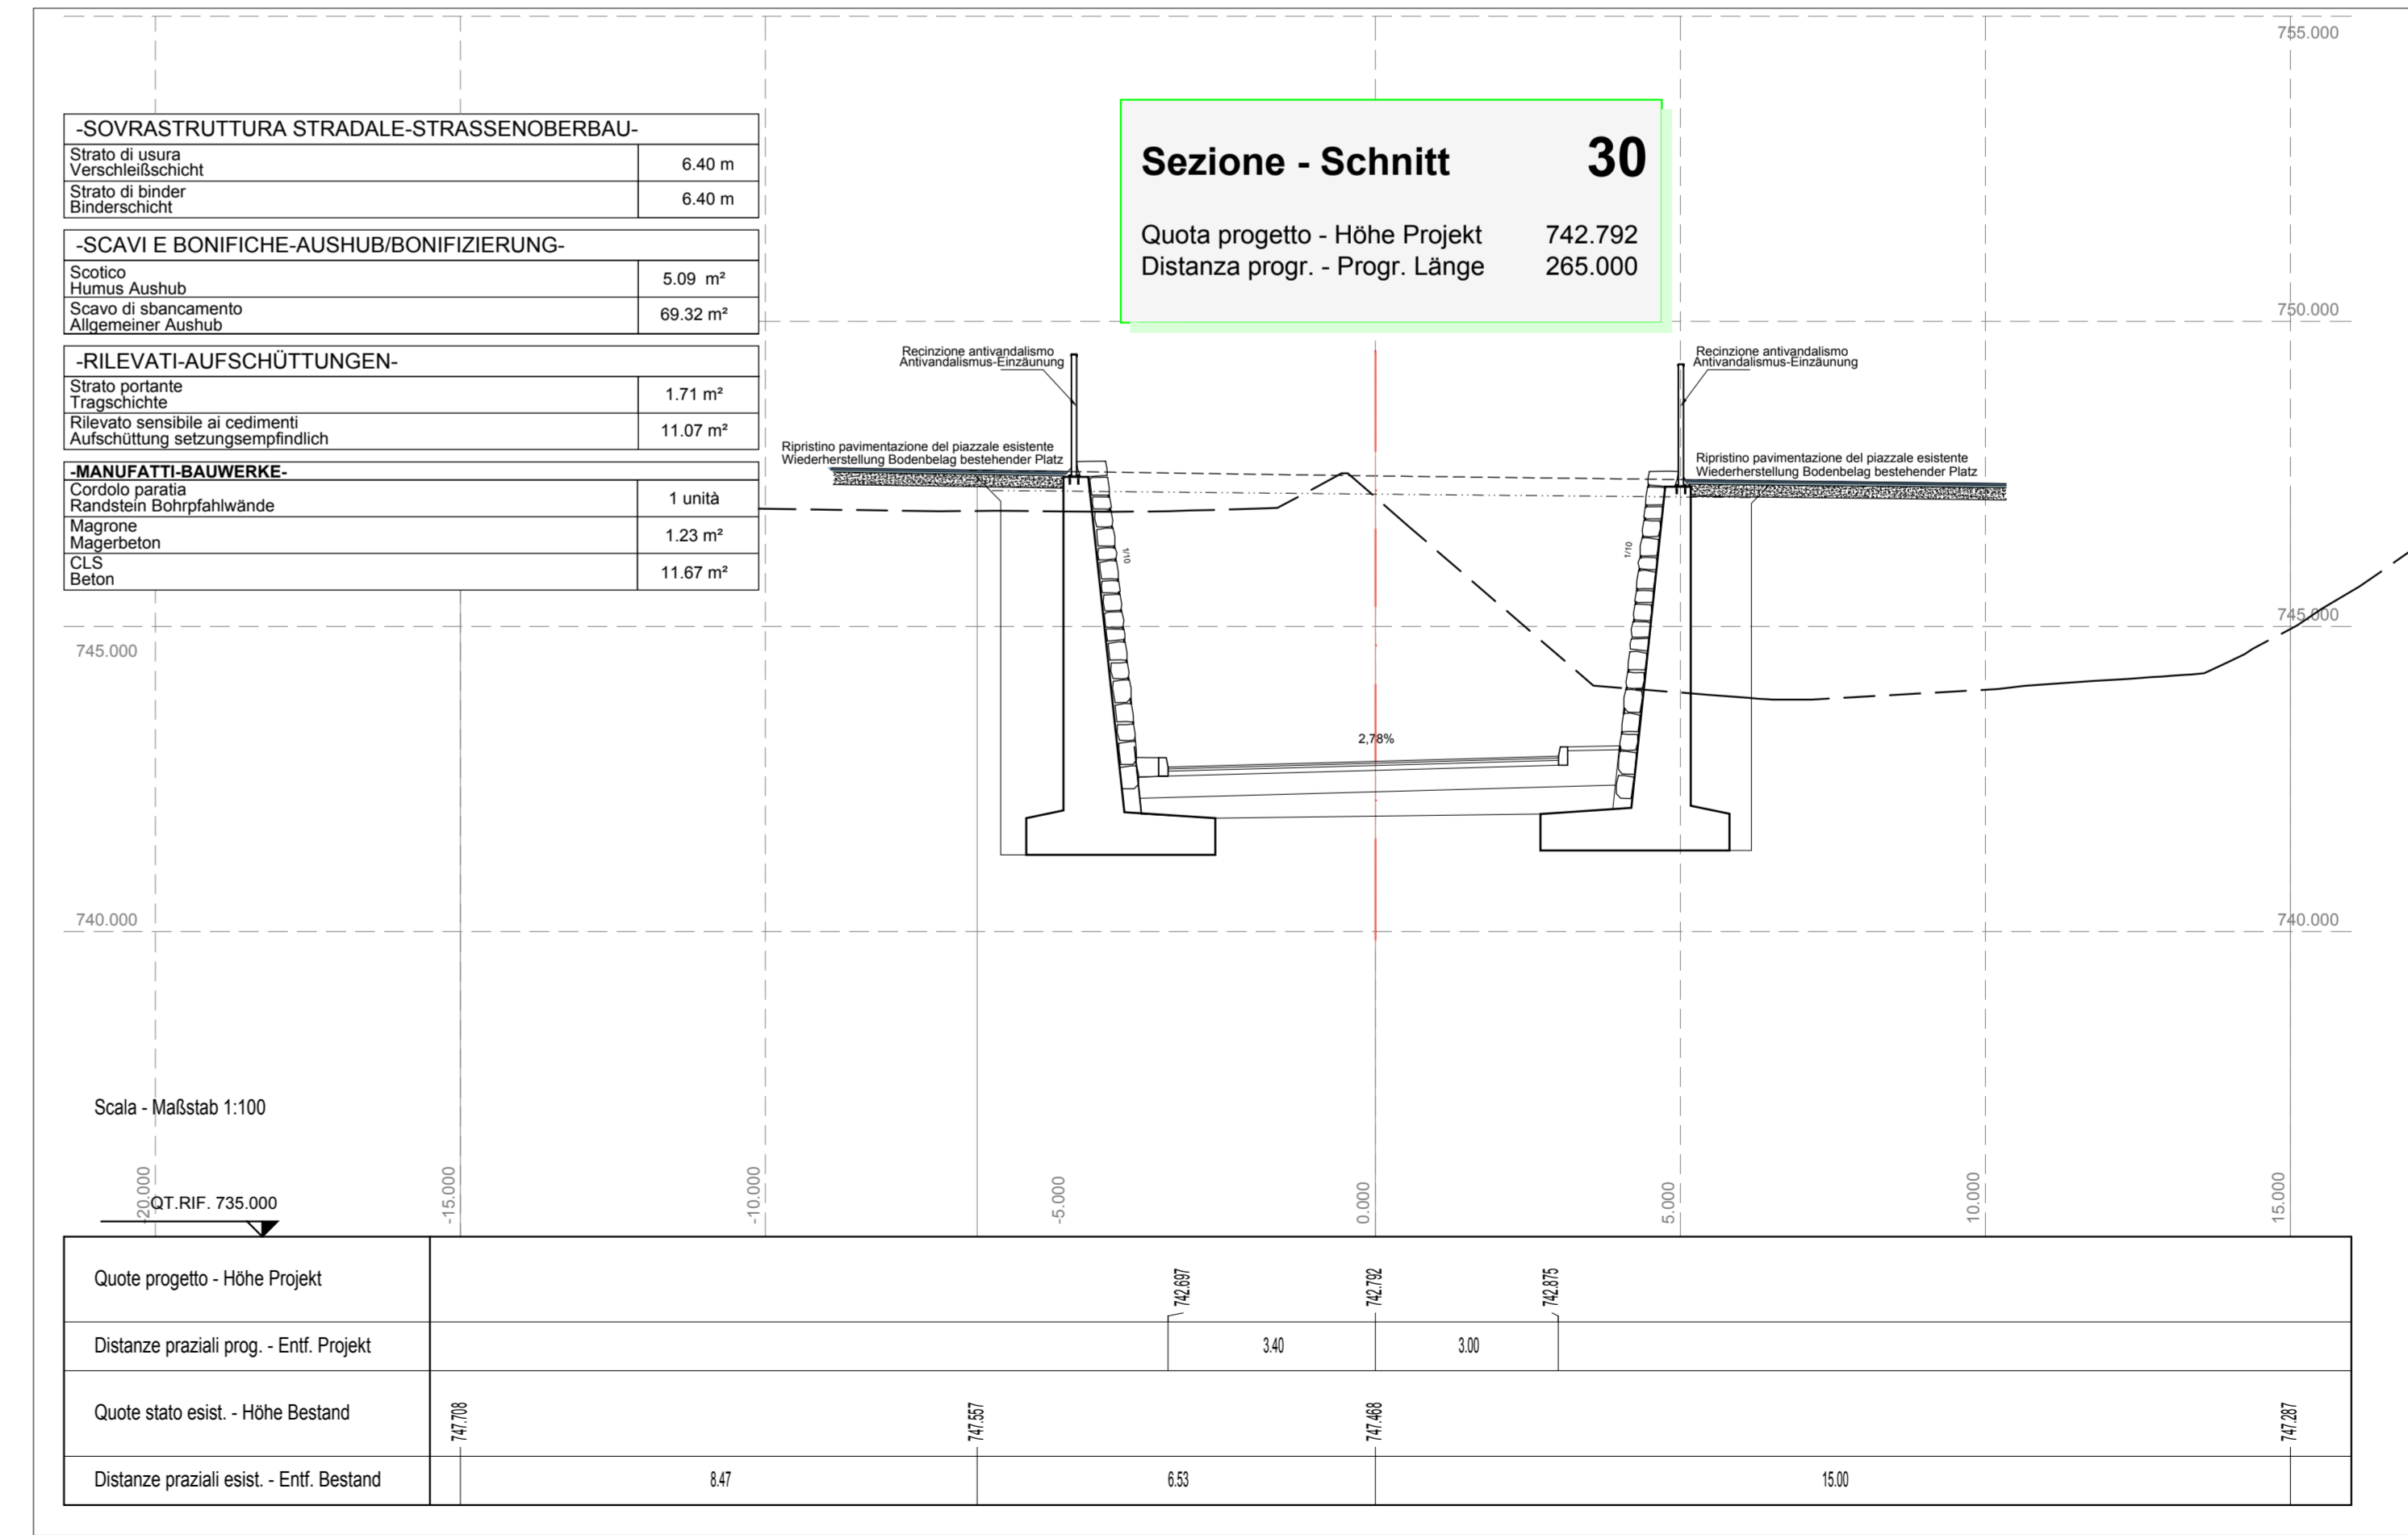 755.000
-SOVRASTRUTTURA STRADALE-STRASSENOBERBAU-
Strato di usura
Verschleißschicht
6.40 m
Strato di binder
Binderschicht
6.40 m
-SCAVI E BONIFICHE-AUSHUB/BONIFIZIERUNG-
Scotico
Humus Aushub
5.09 m²
Scavo di sbancamento
Allgemeiner Aushub
69.32 m²
-RILEVATI-AUFSCHÜTTUNGEN-
Strato portante
Tragschichte
1.71 m²
Rilevato sensibile ai cedimenti
Aufschüttung setzungsempfindlich
11.07 m²
-MANUFATTI-BAUWERKE-
Cordolo paratia
Randstein Bohrpfahlwände
1 unità
Magrone
Magerbeton
1.23 m²
CLS
Beton
11.67 m²
Sezione - Schnitt 30
Quota progetto - Höhe Projekt 742.792
Distanza progr. - Progr. Länge 265.000
750.000
Recinzione antivandalismo
Antivandalismus-Einzäunung
Recinzione antivandalismo
Antivandalismus-Einzäunung
Ripristino pavimentazione del piazzale esistente
Wiederherstellung Bodenbelag bestehender Platz
Ripristino pavimentazione del piazzale esistente
Wiederherstellung Bodenbelag bestehender Platz
1/10
1/10
745.000
745.000
2,78%
740.000
740.000
Scala - Maßstab 1:100
QT.RIF. 735.000
-20.000
-15.000
-10.000
-5.000
0.000
5.000
10.000
15.000
Quote progetto - Höhe Projekt
742.697
742.792
742.875
Distanze praziali prog. - Entf. Projekt
3.40
3.00
Quote stato esist. - Höhe Bestand
747.708
747.557
747.468
747.287
Distanze praziali esist. - Entf. Bestand
8.47
6.53
15.00